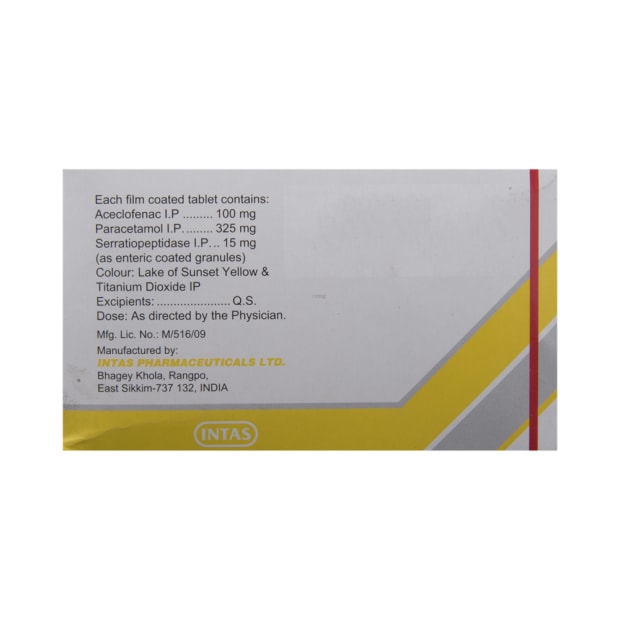 Each film coated tablet contains:
Aceclofenac I.P ......... 100 mg
Paracetamol I.P......... 325 mg
Serratiopeptidase I.P... 15 mg
(as enteric coated granules)
Colour: Lake of Sunset Yellow &
Titanium Dioxide IP
Excipients: ...................... Q.S.
Dose: As directed by the Physician.
Mfg. Lic. No.: M/516/09
Manufactured by:
INTAS PHARMACEUTICALS LTD.
Bhagey Khola, Rangpo,
East Sikkim-737 132, INDIA
INTAS